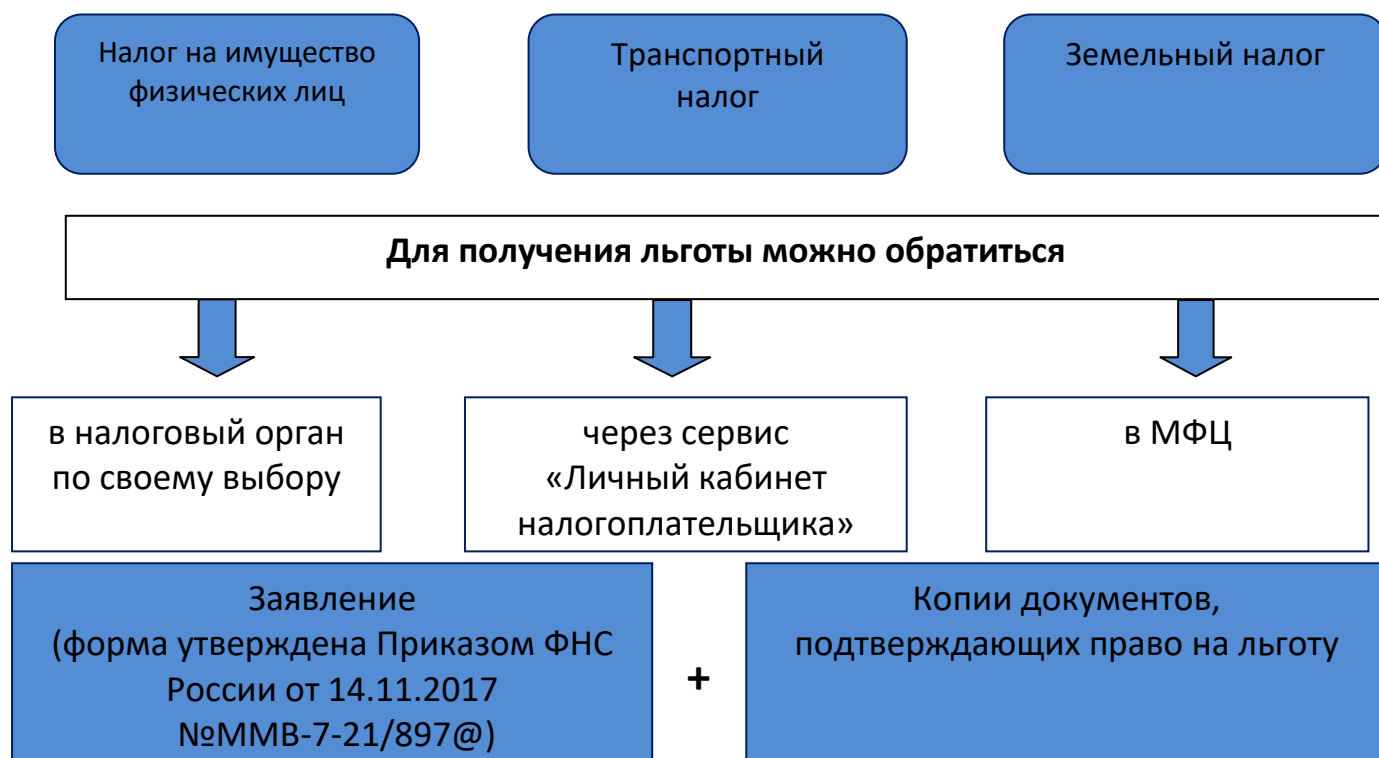 Налог на имущество
физических лиц
Транспортный
налог
Земельный налог
Для получения льготы можно обратиться
в налоговый орган
по своему выбору
через сервис
«Личный кабинет
налогоплательщика»
в МФЦ
Заявление
(форма утверждена Приказом ФНС
России от 14.11.2017
№ММВ-7-21/897@)
+
Копии документов,
подтверждающих право на льготу